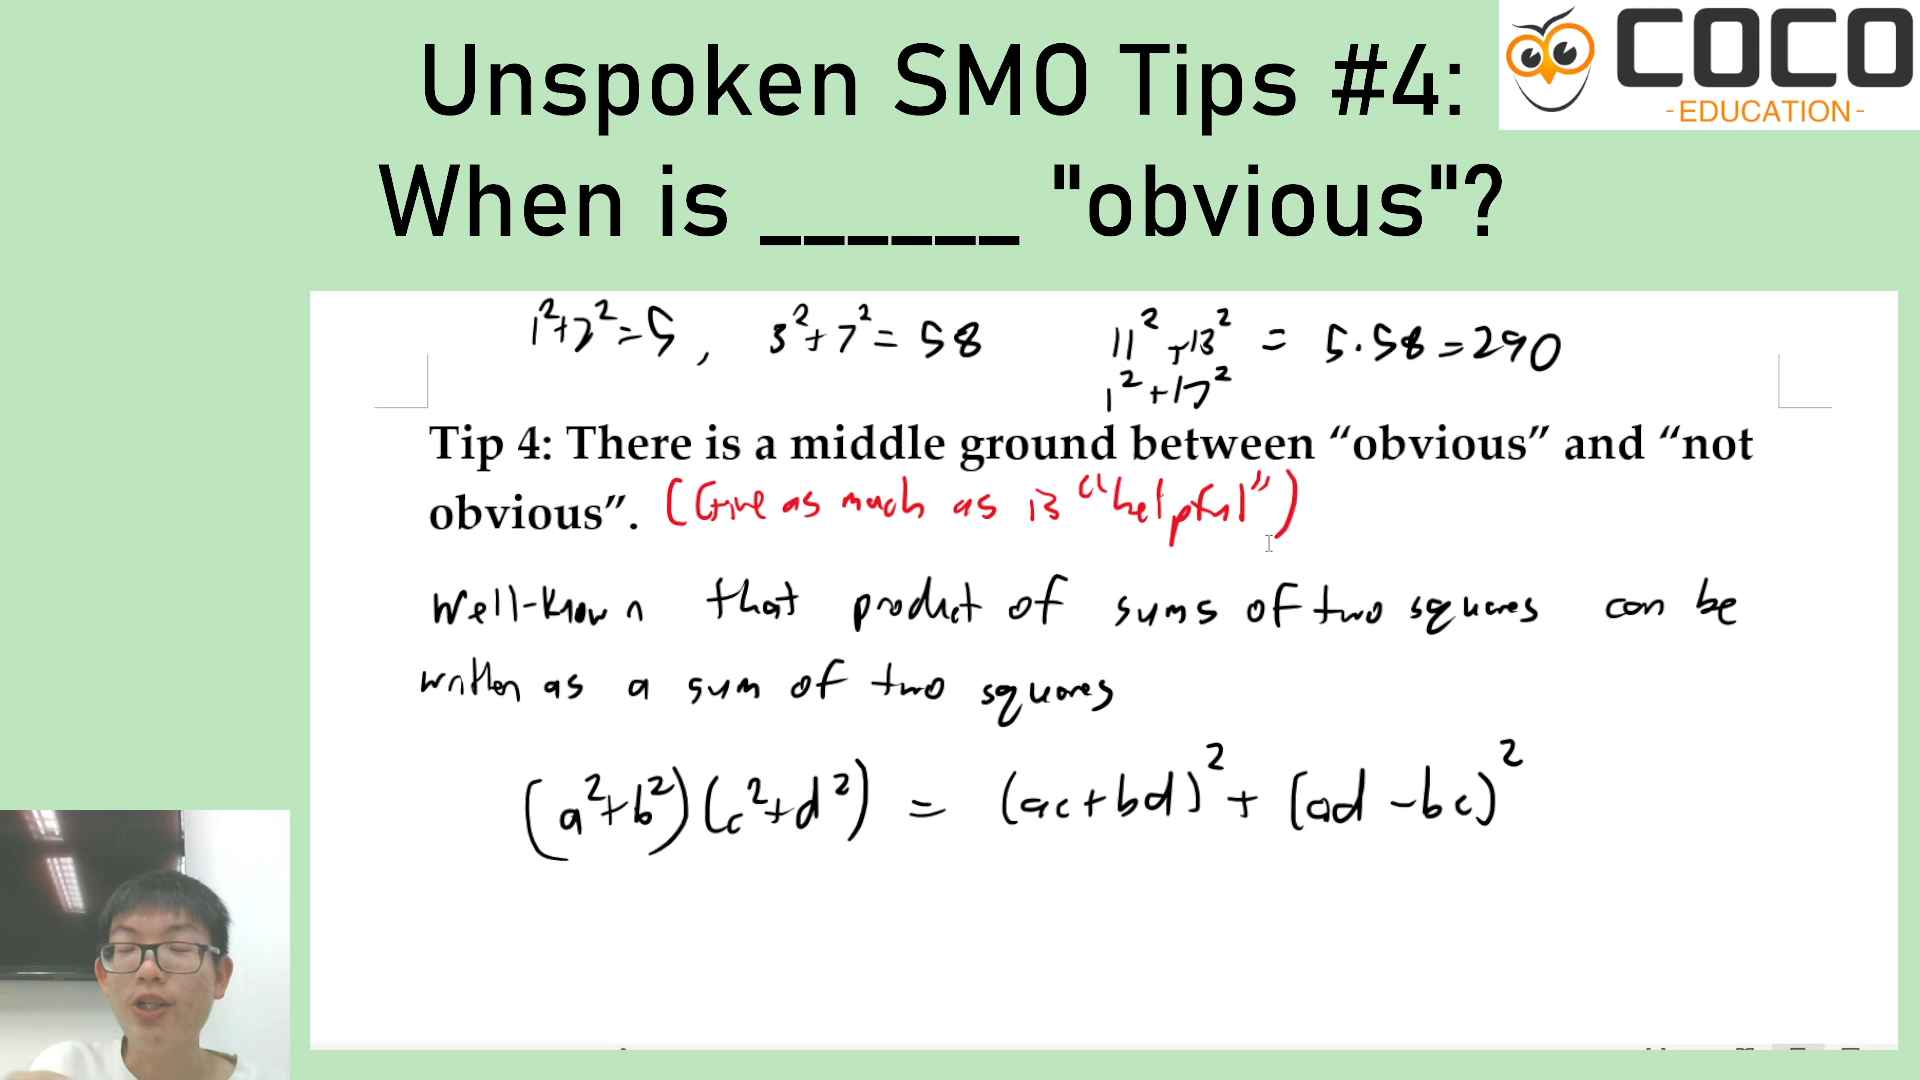 Unspoken SMO Tips #4:
When is ______ "obvious"?
COCO
-EDUCATION-
1²+2²=5, 3²+7²=58 11²+13² = 5·58=290
1²+17²
Tip 4: There is a middle ground between “obvious” and “not
obvious”. (Give as much as is “helpful”)
Well-known that product of sums of two squares can be
written as a sum of two squares
(a²+b²)(c²+d²) = (ac+bd)²+(ad-bc)²